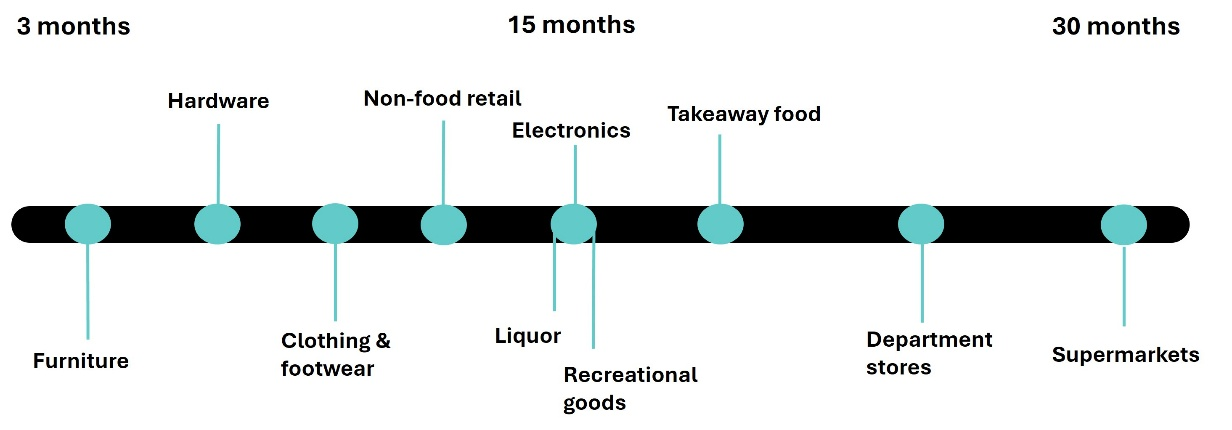 3 months
15 months
30 months
Hardware
Non-food retail
Electronics
Takeaway food
Furniture
Clothing &
footwear
Liquor
Recreational
goods
Department
stores
Supermarkets